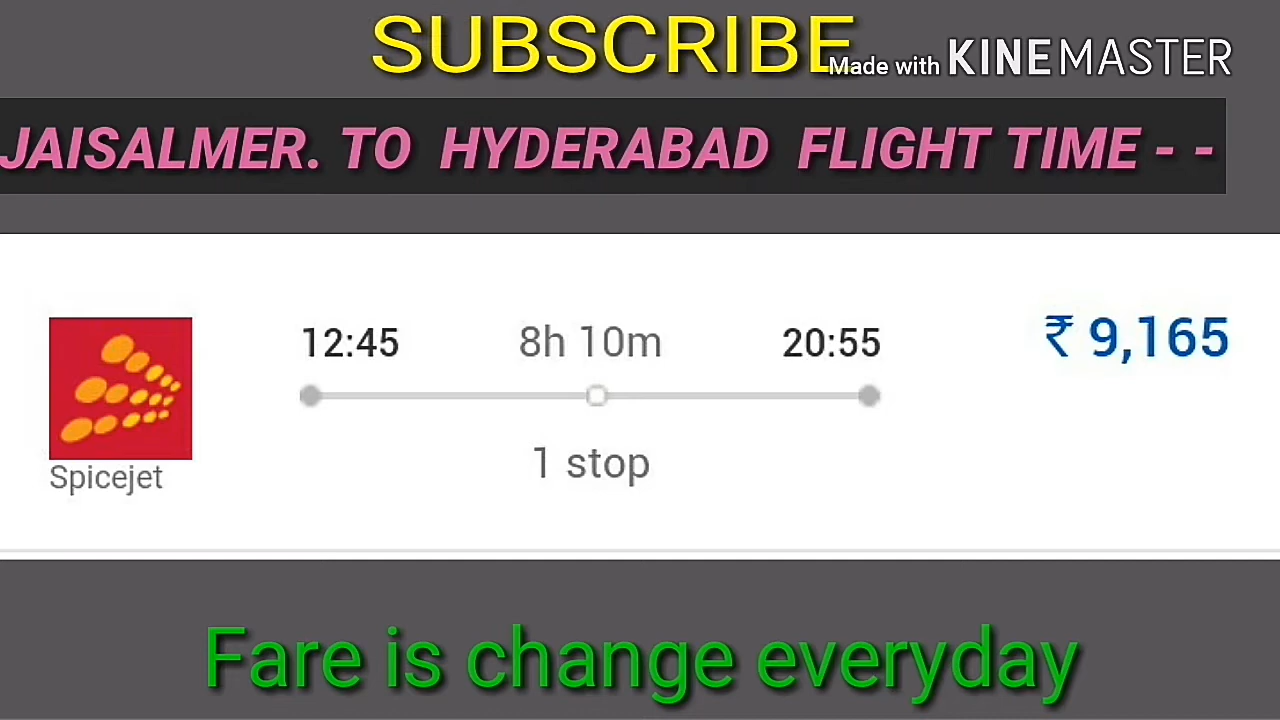 SUBSCRIBE
Made with KINEMASTER
JAISALMER. TO HYDERABAD FLIGHT TIME - -
12:45 8h 10m 20:55 ₹ 9,165
1 stop
Spicejet
Fare is change everyday